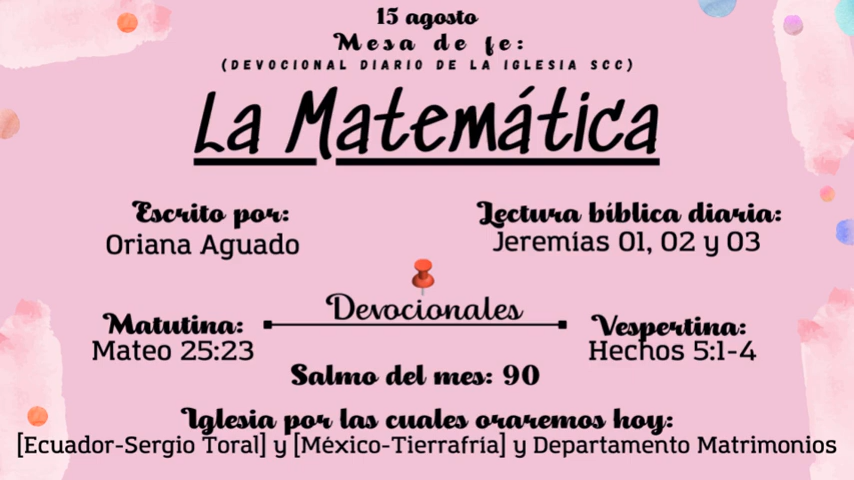 15 agosto
Mesa de fe:
(DEVOCIONAL DIARIO DE LA IGLESIA SCC)
La Matemática
Escrito por:
Oriana Aguado
Lectura bíblica diaria:
Jeremías 01, 02 y 03
Devocionales
Matutina:
Mateo 25:23
Vespertina:
Hechos 5:1-4
Salmo del mes: 90
Iglesia por las cuales oraremos hoy:
[Ecuador-Sergio Toral] y [México-Tierrafría] y Departamento Matrimonios